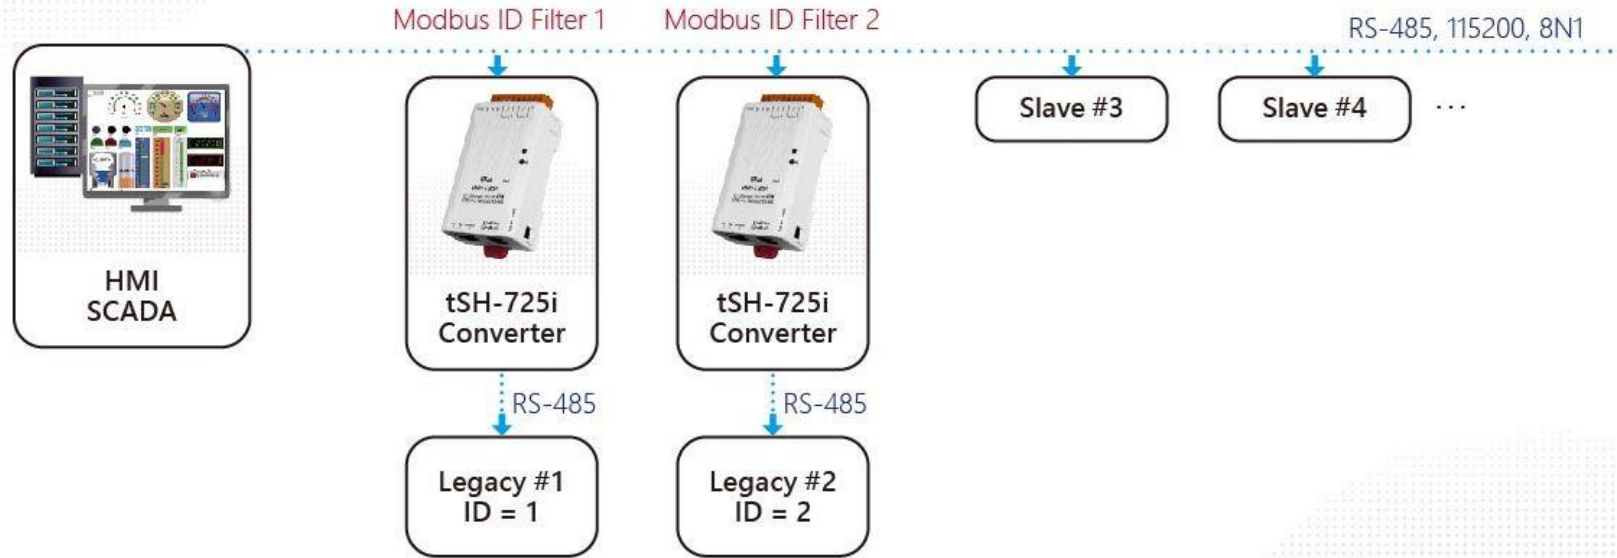 Modbus ID Filter 1
Modbus ID Filter 2
RS-485, 115200, 8N1
HMI
SCADA
tSH-725i
Converter
tSH-725i
Converter
Slave #3
Slave #4
...
RS-485
RS-485
Legacy #1
ID = 1
Legacy #2
ID = 2